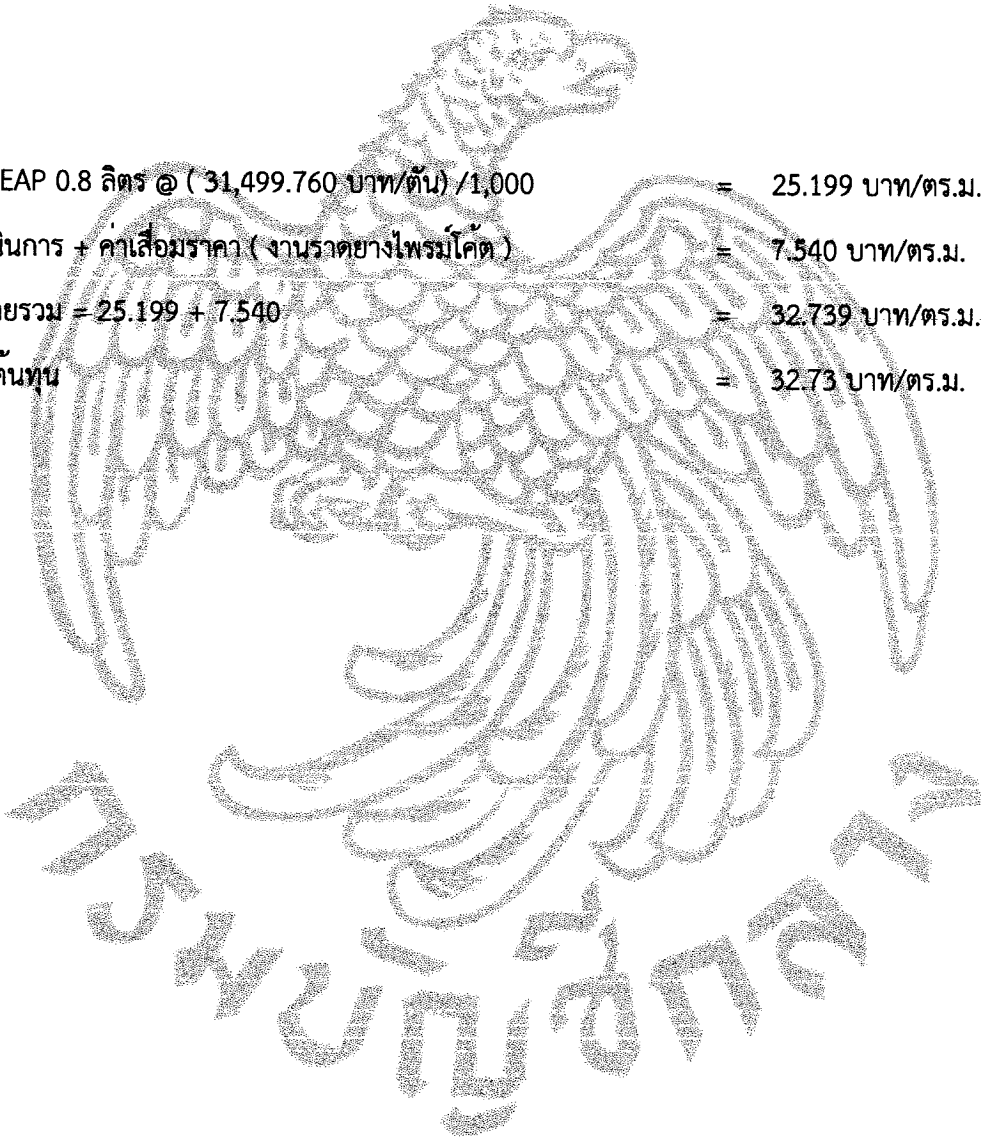 EAP 0.8 ลิตร @ ( 31,499.760 บาท/ตัน) /1,000 = 25.199 บาท/ตร.ม.
นินการ + ค่าเสื่อมราคา ( งานราดยางไพรม์โค้ต ) = 7.540 บาท/ตร.ม.
ยรวม = 25.199 + 7.540 = 32.739 บาท/ตร.ม.
ต้นทุน = 32.73 บาท/ตร.ม.
กรมบัญชีกลาง